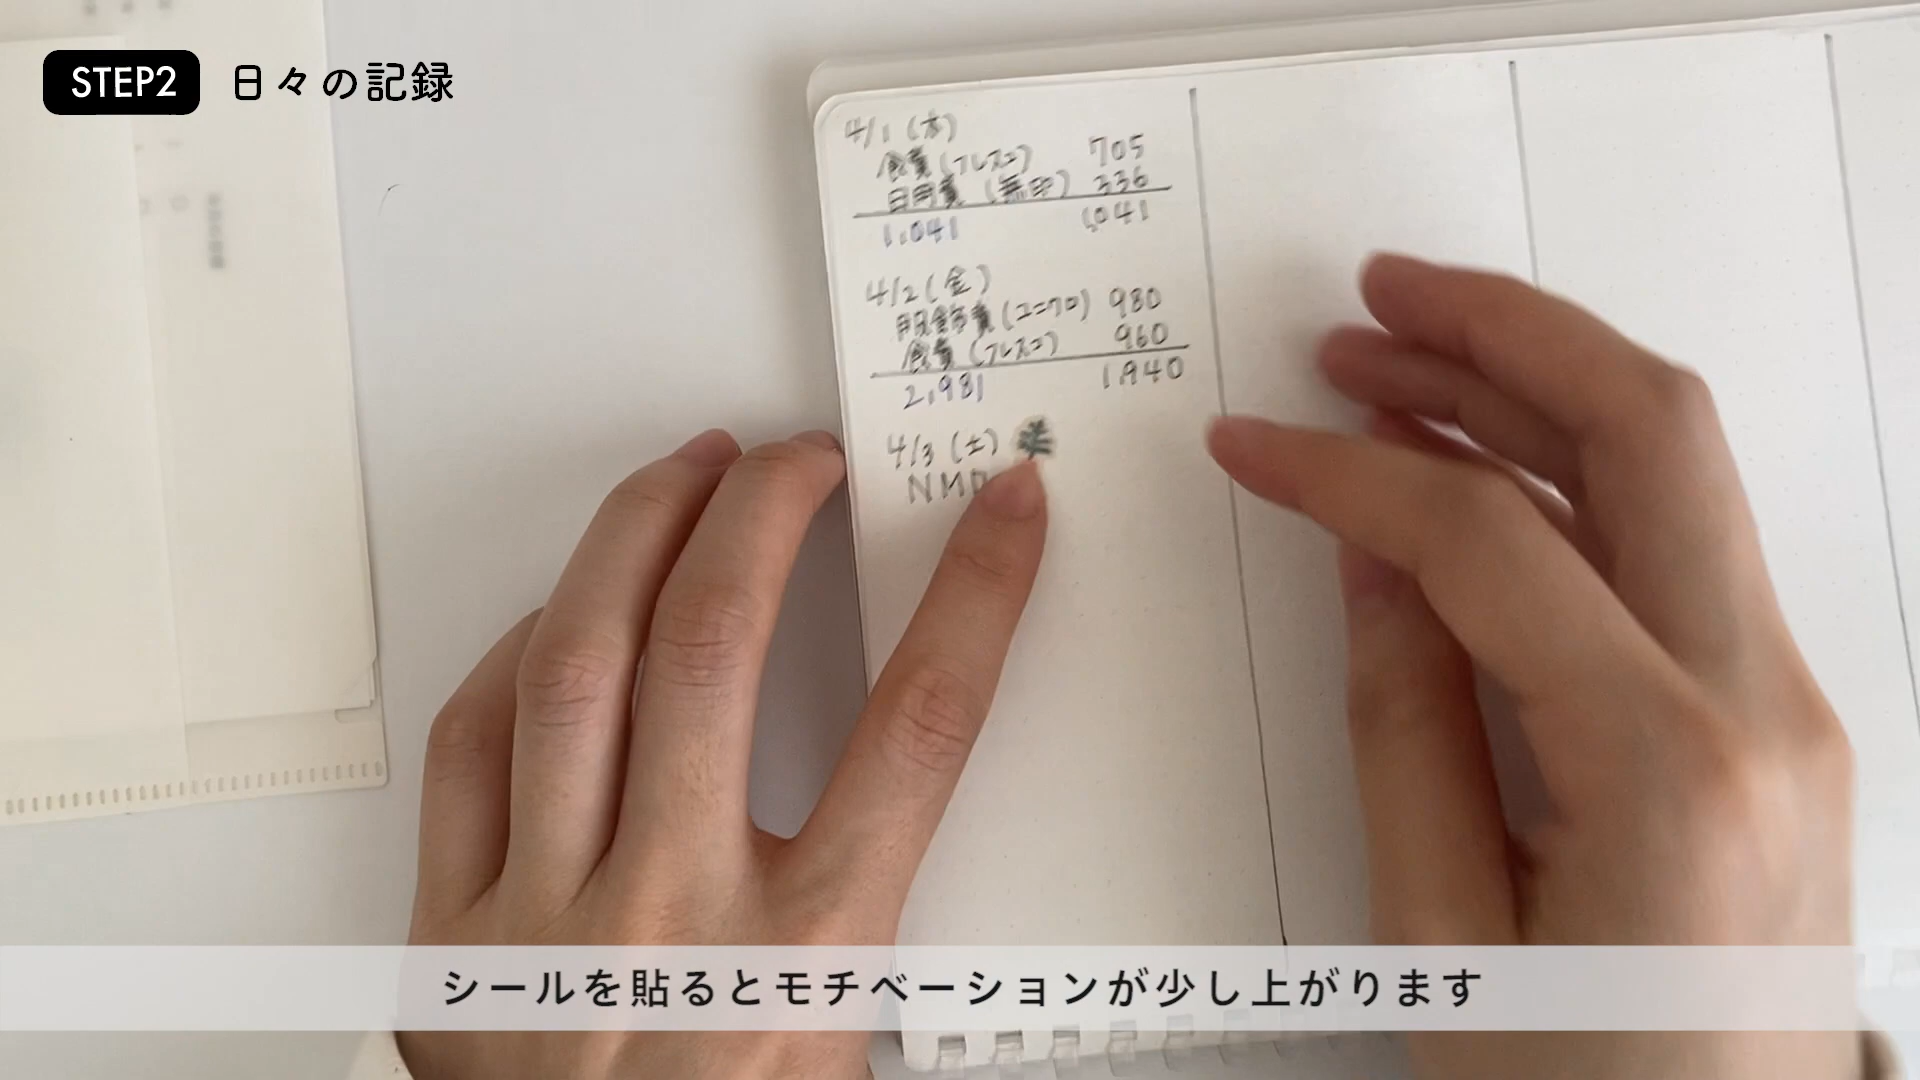 STEP2 日々の記録
4/1(木)
食費(フレスコ) 705
日用費(無印) 336
1,041 1,041
4/2(金)
服飾費(ユニクロ) 980
食費(フレスコ) 960
2,981 1,940
4/3(土)
シールを貼るとモチベーションが少し上がります